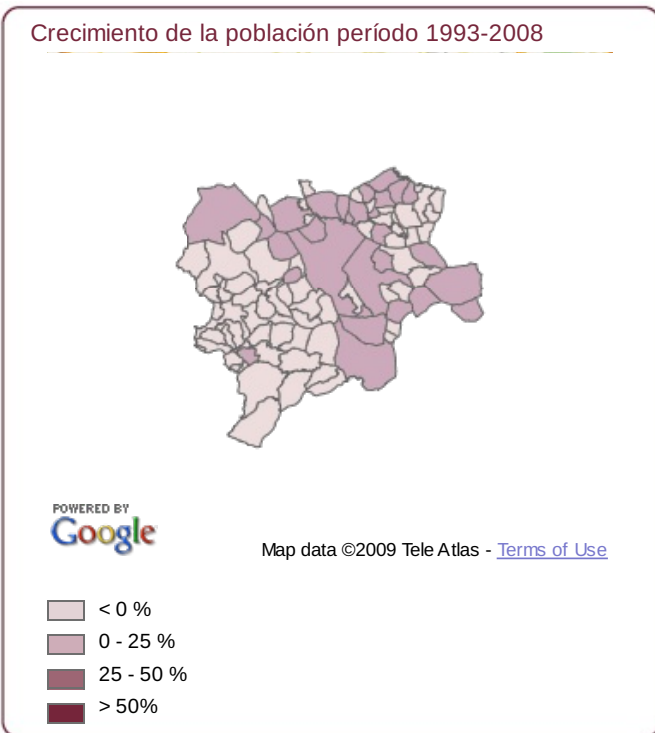 Crecimiento de la población período 1993-2008
POWERED BY
Google
Map data ©2009 Tele Atlas - Terms of Use
< 0 %
0 - 25 %
25 - 50 %
> 50%